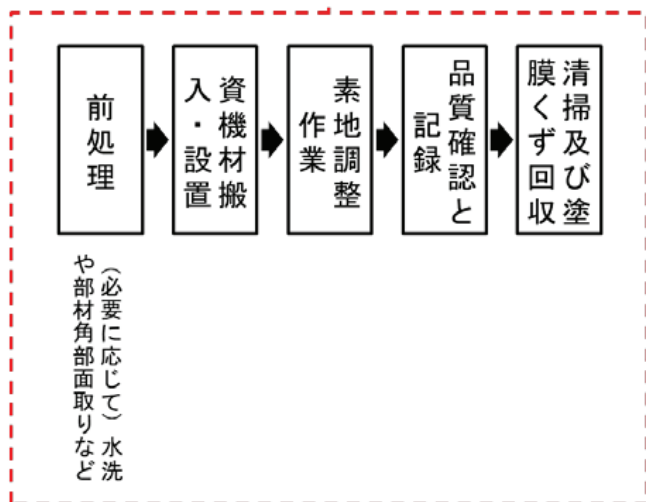 前処理
資機材搬
入・設置
素地調整
作業
品質確認と
記録
清掃及び塗
膜くず回収
（必要に応じて）水洗
や部材角部面取りなど